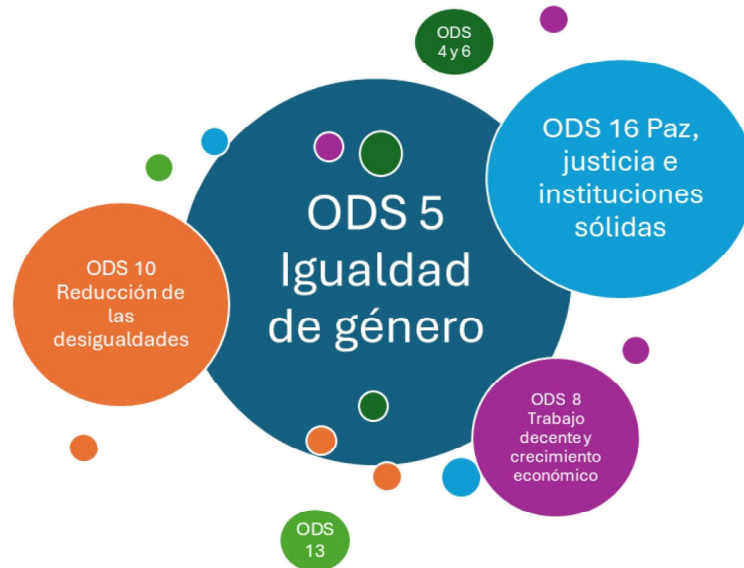 ODS
4 y 6
ODS 16 Paz,
justicia e
instituciones
sólidas
ODS 5
Igualdad
de género
ODS 10
Reducción de
las
desigualdades
ODS 8
Trabajo
decente y
crecimiento
económico
ODS
13